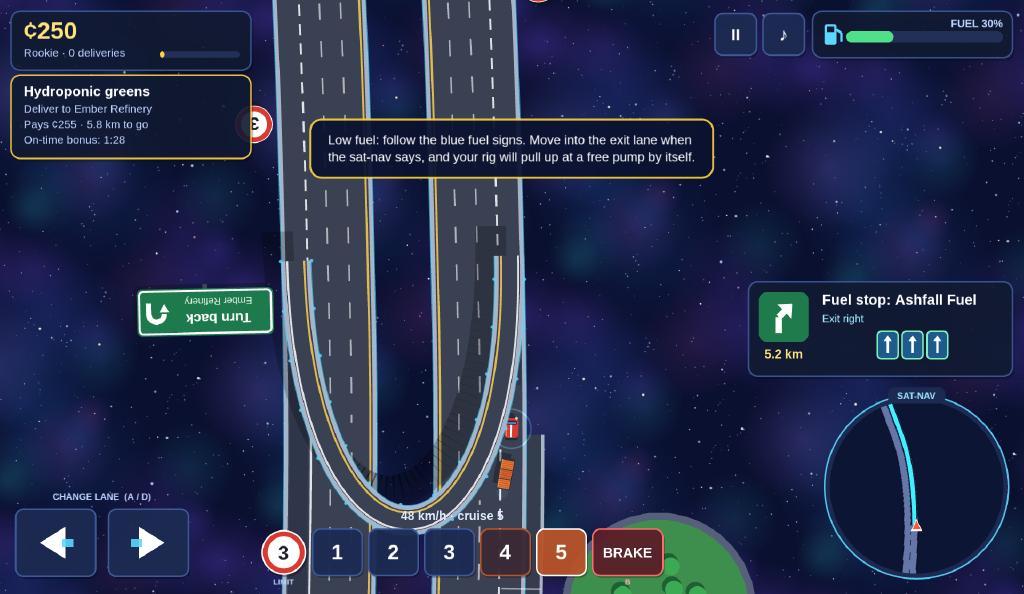 ¢250
Rookie · 0 deliveries
Hydroponic greens
Deliver to Ember Refinery
Pays ¢255 · 5.8 km to go
On-time bonus: 1:28
3
Low fuel: follow the blue fuel signs. Move into the exit lane when
the sat-nav says, and your rig will pull up at a free pump by itself.
FUEL 30%
Turn back
Ember Refinery
Fuel stop: Ashfall Fuel
Exit right
5.2 km
SAT-NAV
CHANGE LANE (A / D)
48 km/h · cruise 5
3
LIMIT
1
2
3
4
5
BRAKE
B